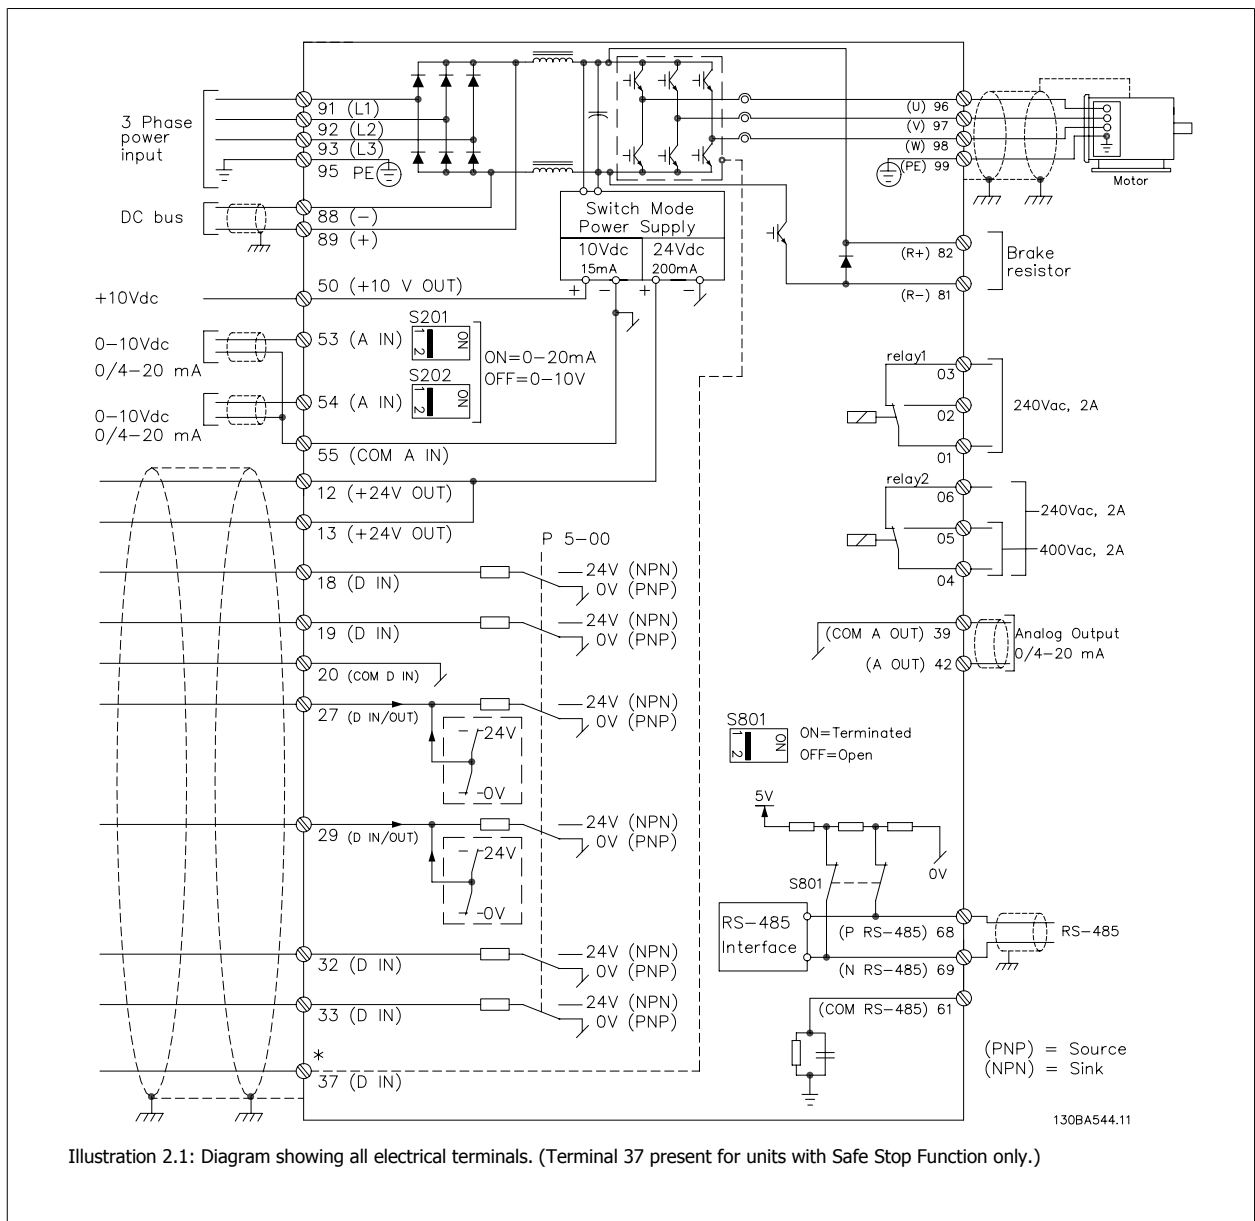 3 Phase
power
input
91 (L1)
92 (L2)
93 (L3)
95 PE
DC bus
88 (−)
89 (+)
+10Vdc
50 (+10 V OUT)
0−10Vdc
0/4−20 mA
53 (A IN)
S201
1 2
ON
ON=0−20mA
OFF=0−10V
S202
1 2
ON
0−10Vdc
0/4−20 mA
54 (A IN)
55 (COM A IN)
12 (+24V OUT)
13 (+24V OUT)
P 5-00
18 (D IN)
24V (NPN)
0V (PNP)
19 (D IN)
24V (NPN)
0V (PNP)
20 (COM D IN)
27 (D IN/OUT)
24V (NPN)
0V (PNP)
24V
0V
29 (D IN/OUT)
24V (NPN)
0V (PNP)
24V
0V
32 (D IN)
24V (NPN)
0V (PNP)
33 (D IN)
24V (NPN)
0V (PNP)
*
37 (D IN)
Switch Mode
Power Supply
10Vdc
15mA
24Vdc
200mA
+ − + −
(U) 96
(V) 97
(W) 98
(PE) 99
Motor
(R+) 82
(R−) 81
Brake
resistor
relay1
03
02
01
240Vac, 2A
relay2
06
05
04
240Vac, 2A
400Vac, 2A
(COM A OUT) 39
(A OUT) 42
Analog Output
0/4−20 mA
S801
1 2
ON
ON=Terminated
OFF=Open
5V
0V
S801
RS−485
Interface
(P RS−485) 68
(N RS−485) 69
RS−485
(COM RS−485) 61
(PNP) = Source
(NPN) = Sink
130BA544.11
Illustration 2.1: Diagram showing all electrical terminals. (Terminal 37 present for units with Safe Stop Function only.)